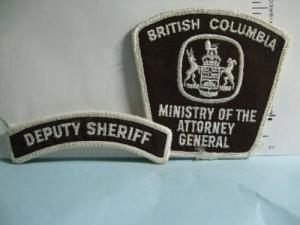 BRITISH COLUMBIA
MINISTRY OF THE
ATTORNEY
GENERAL
DEPUTY SHERIFF